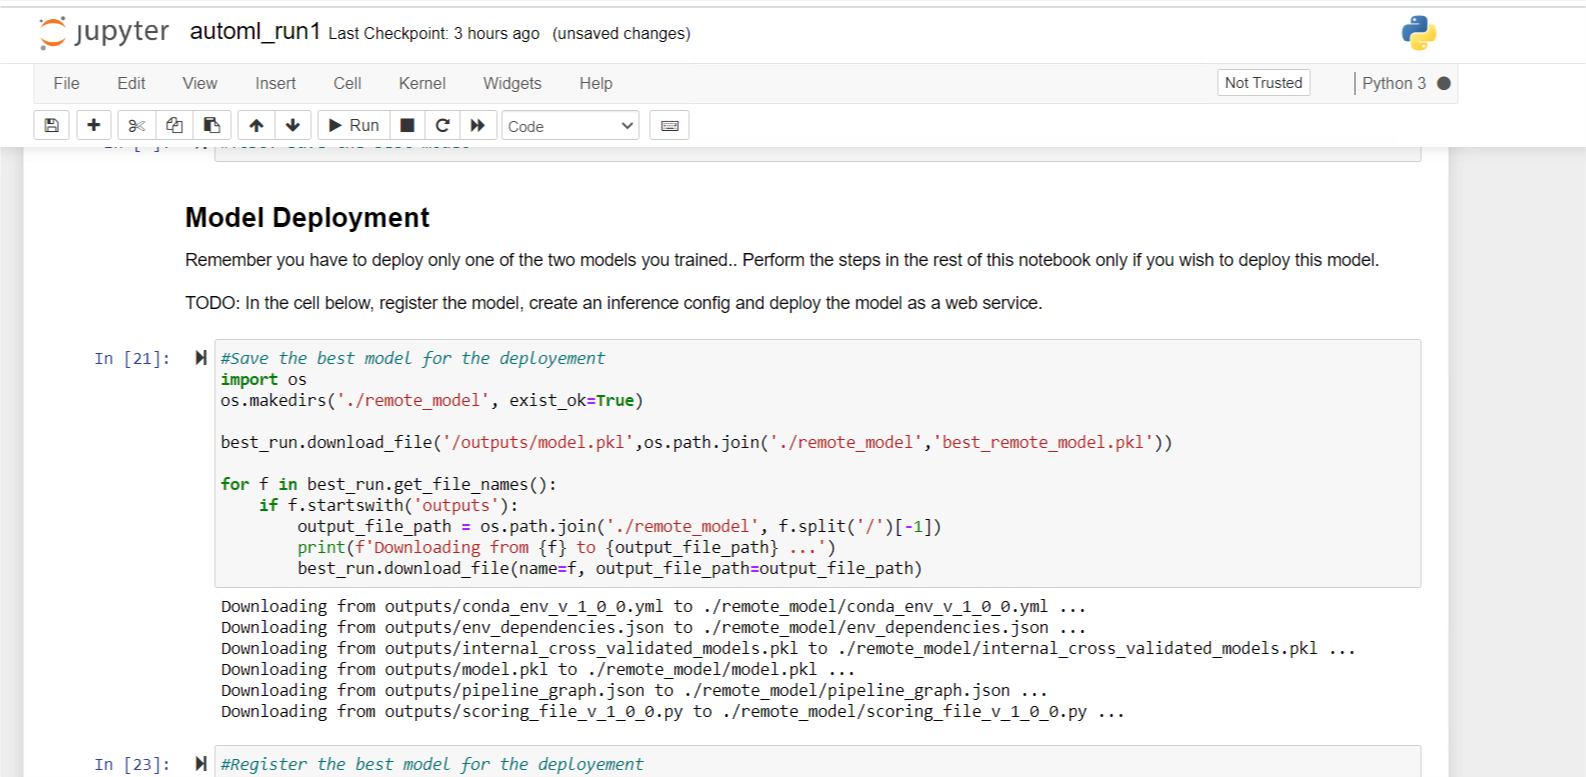 jupyter automl_run1 Last Checkpoint: 3 hours ago (unsaved changes)
File Edit View Insert Cell Kernel Widgets Help Not Trusted Python 3
Run Code
Model Deployment
Remember you have to deploy only one of the two models you trained.. Perform the steps in the rest of this notebook only if you wish to deploy this model.
TODO: In the cell below, register the model, create an inference config and deploy the model as a web service.
In [21]: #Save the best model for the deployement
import os
os.makedirs('./remote_model', exist_ok=True)
best_run.download_file('/outputs/model.pkl',os.path.join('./remote_model','best_remote_model.pkl'))
for f in best_run.get_file_names():
    if f.startswith('outputs'):
        output_file_path = os.path.join('./remote_model', f.split('/')[-1])
        print(f'Downloading from {f} to {output_file_path} ...')
        best_run.download_file(name=f, output_file_path=output_file_path)
Downloading from outputs/conda_env_v_1_0_0.yml to ./remote_model/conda_env_v_1_0_0.yml ...
Downloading from outputs/env_dependencies.json to ./remote_model/env_dependencies.json ...
Downloading from outputs/internal_cross_validated_models.pkl to ./remote_model/internal_cross_validated_models.pkl ...
Downloading from outputs/model.pkl to ./remote_model/model.pkl ...
Downloading from outputs/pipeline_graph.json to ./remote_model/pipeline_graph.json ...
Downloading from outputs/scoring_file_v_1_0_0.py to ./remote_model/scoring_file_v_1_0_0.py ...
In [23]: #Register the best model for the deployement